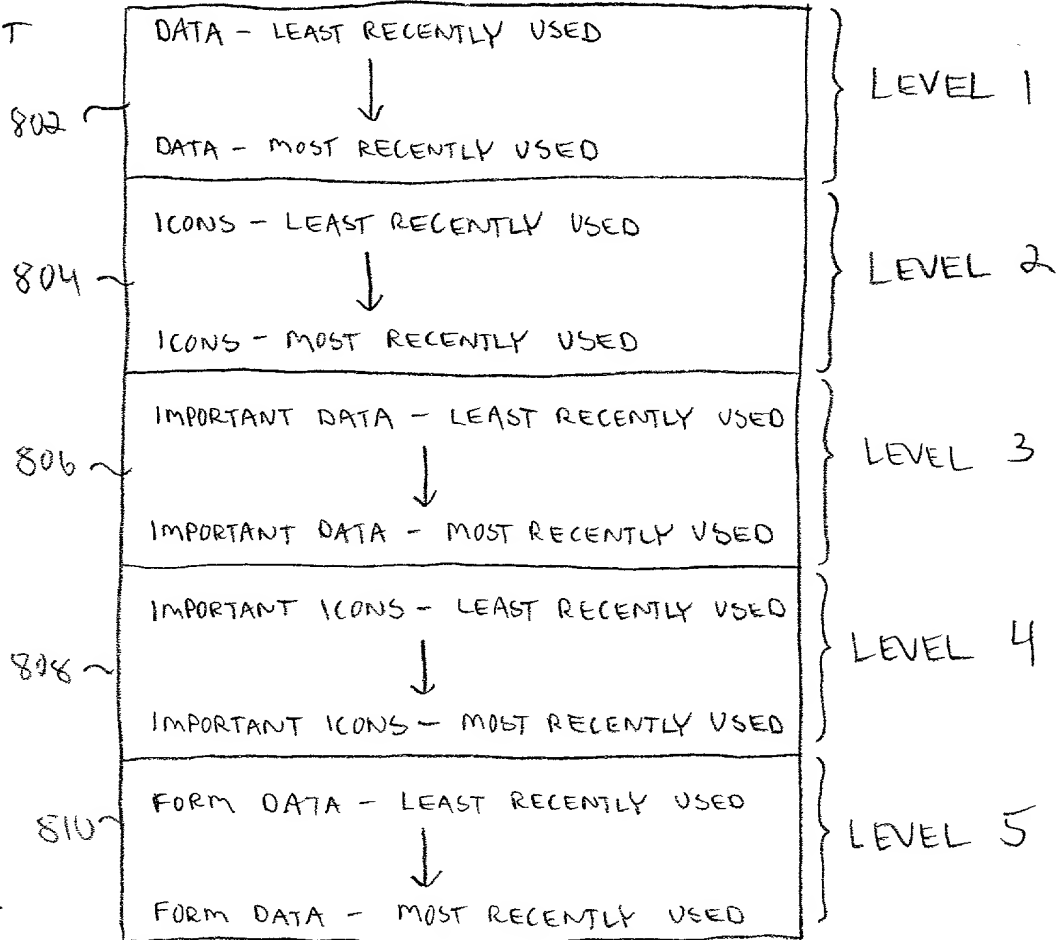 T
DATA - LEAST RECENTLY USED
LEVEL 1
802
DATA - MOST RECENTLY USED
ICONS - LEAST RECENTLY USED
LEVEL 2
804
ICONS - MOST RECENTLY USED
IMPORTANT DATA - LEAST RECENTLY USED
LEVEL 3
806
IMPORTANT DATA - MOST RECENTLY USED
IMPORTANT ICONS - LEAST RECENTLY USED
LEVEL 4
808
IMPORTANT ICONS - MOST RECENTLY USED
FORM DATA - LEAST RECENTLY USED
LEVEL 5
810
FORM DATA - MOST RECENTLY USED